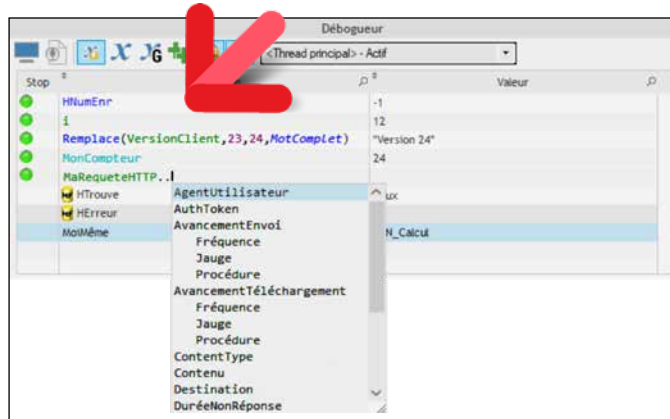 Débogueur
<Thread principal> - Actif
Stop Valeur
HNumEnr -1
i 12
Remplace(VersionClient,23,24,MotComplet) "Version 24"
MonCompteur 24
MaRequeteHTTP..
HTrouve ux
HErreur
MoiMême N_Calcul
AgentUtilisateur
AuthToken
AvancementEnvoi
Fréquence
Jauge
Procédure
AvancementTéléchargement
Fréquence
Jauge
Procédure
ContentType
Contenu
Destination
DuréeNonRéponse